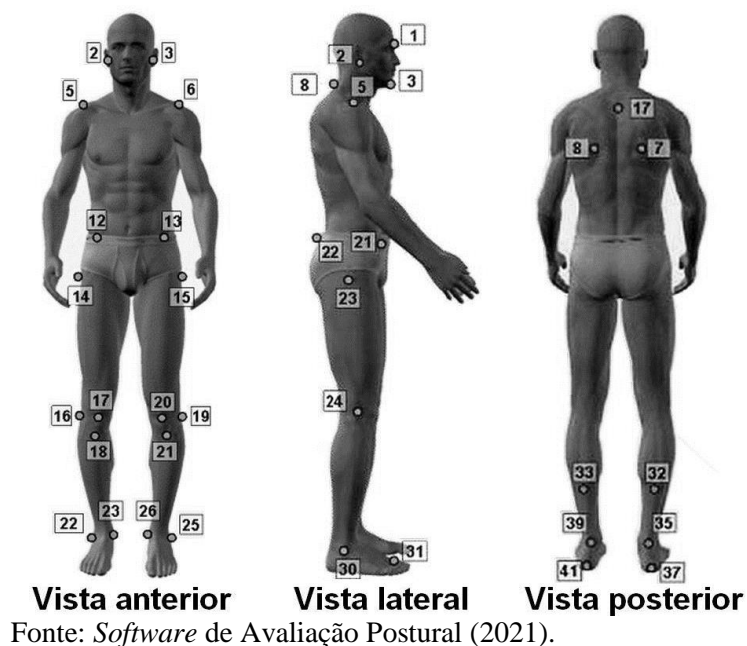 2 3
5 6
12 13
14 15
16 17 20 19
18 21
22 23 26 25
Vista anterior
1
2
8 5 3
22 21
23
24
30 31
Vista lateral
17
8 7
33 32
39 35
41 37
Vista posterior
Fonte: Software de Avaliação Postural (2021).